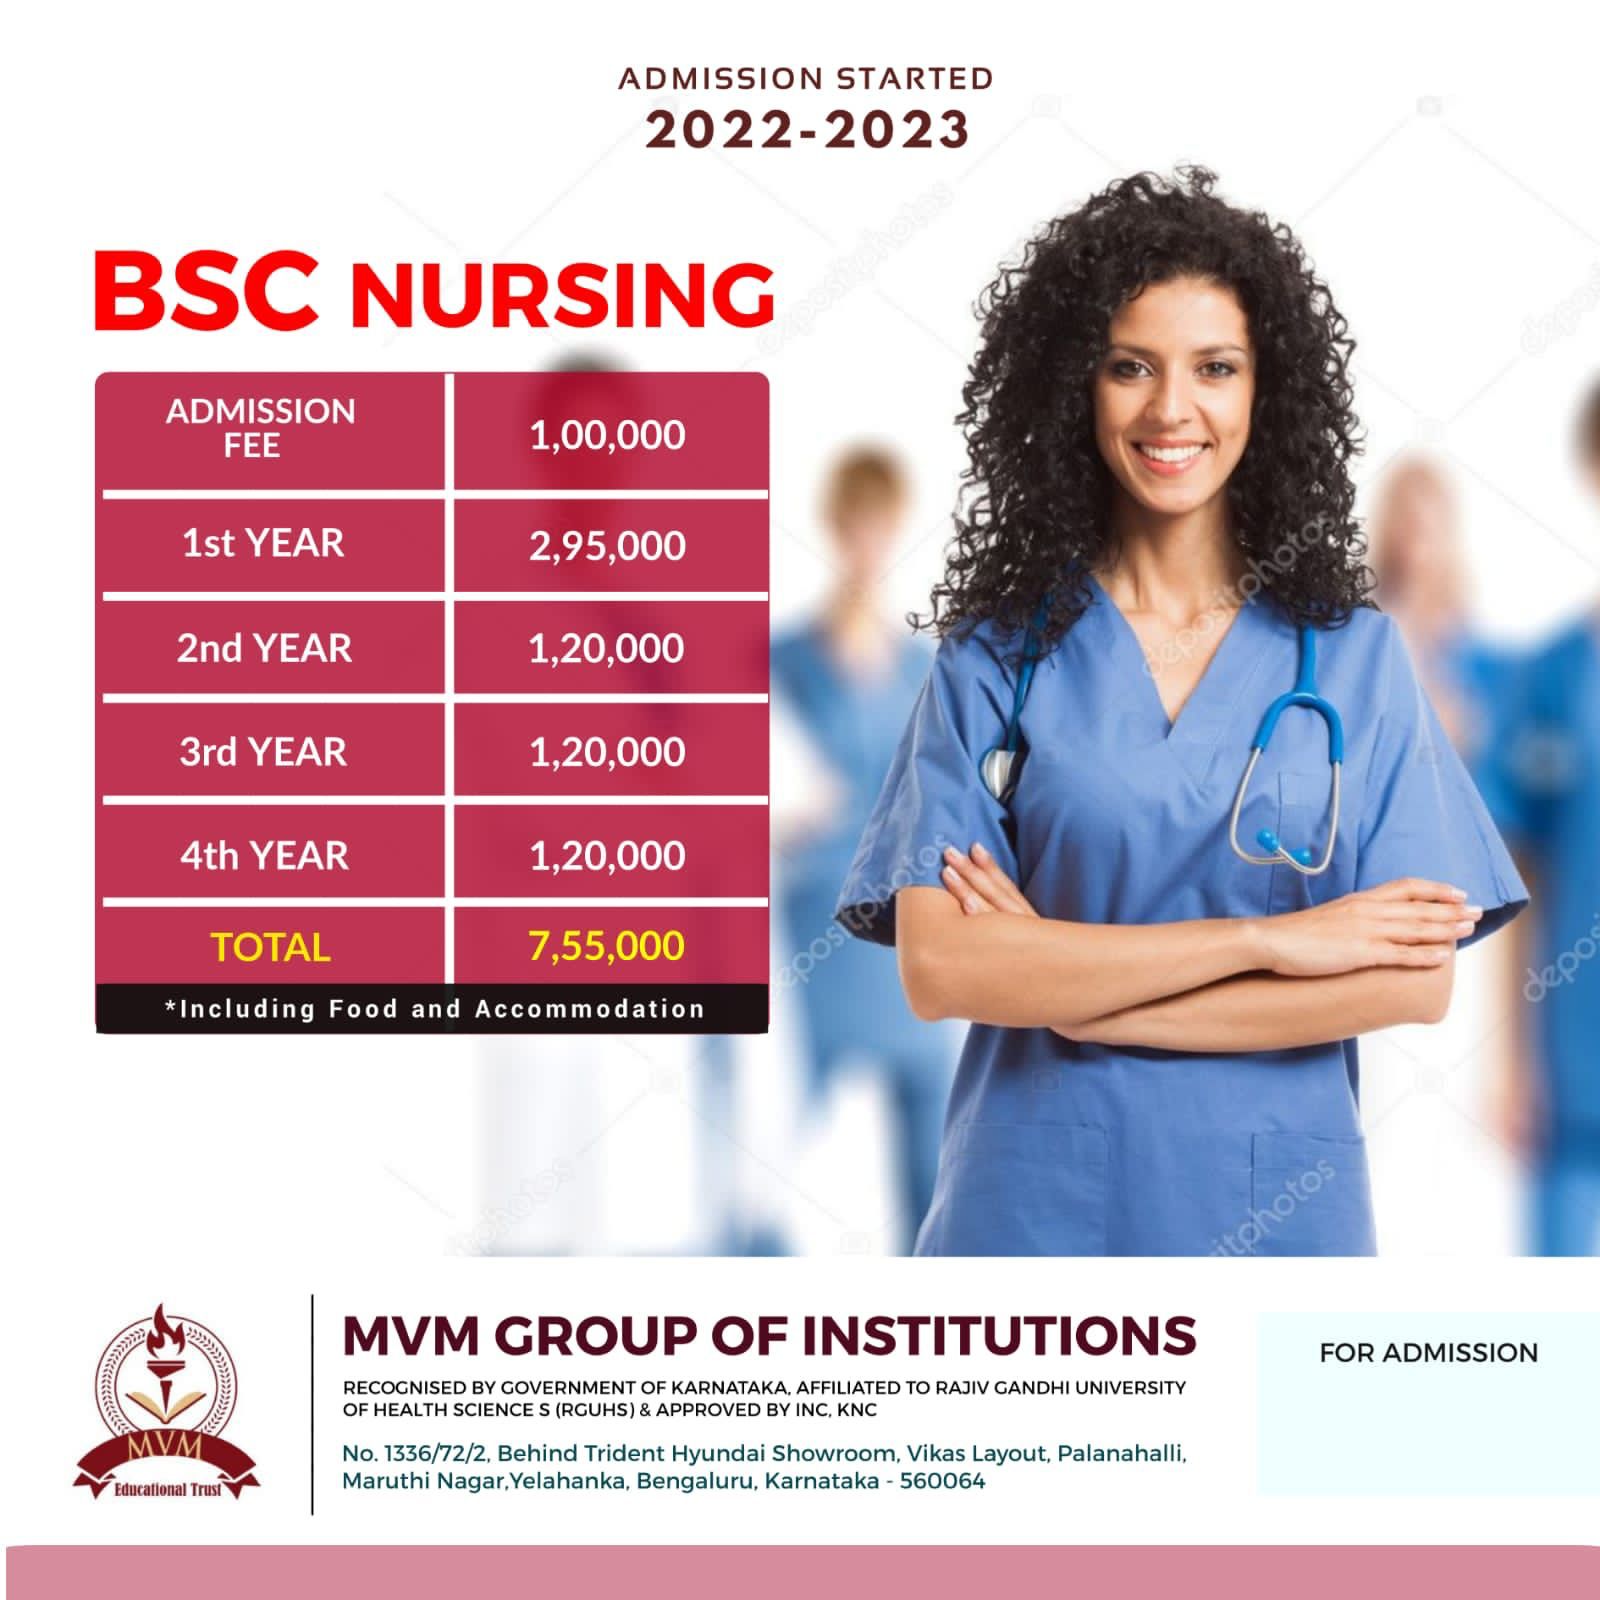 ADMISSION STARTED
2022-2023
BSC NURSING
ADMISSION
FEE
1,00,000
1st YEAR
2,95,000
2nd YEAR
1,20,000
3rd YEAR
1,20,000
4th YEAR
1,20,000
TOTAL
7,55,000
*Including Food and Accommodation
depositphotos
depositphotos
depositphotos
MVM
Educational Trust
MVM GROUP OF INSTITUTIONS
RECOGNISED BY GOVERNMENT OF KARNATAKA, AFFILIATED TO RAJIV GANDHI UNIVERSITY
OF HEALTH SCIENCE S (RGUHS) & APPROVED BY INC, KNC
No. 1336/72/2, Behind Trident Hyundai Showroom, Vikas Layout, Palanahalli,
Maruthi Nagar,Yelahanka, Bengaluru, Karnataka - 560064
FOR ADMISSION